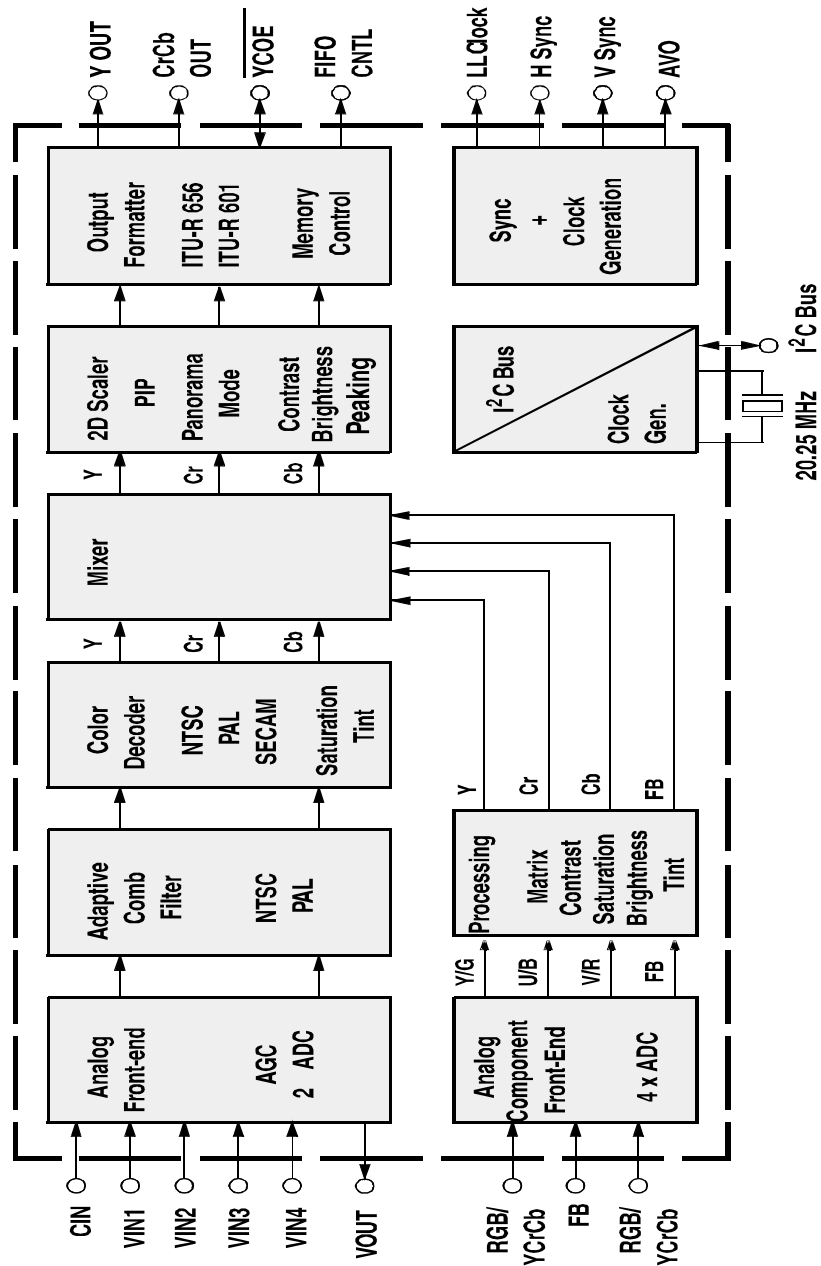 CIN
VIN1
VIN2
VIN3
VIN4
VOUT
Analog
Front-end
AGC
2 ADC
Adaptive
Comb
Filter
NTSC
PAL
Color
Decoder
NTSC
PAL
SECAM
Saturation
Tint
Y
Cr
Cb
Mixer
Y
Cr
Cb
2D Scaler
PIP
Panorama
Mode
Contrast
Brightness
Peaking
Output
Formatter
ITU-R 656
ITU-R 601
Memory
Control
Y OUT
CrCb
OUT
YCOE
FIFO
CNTL
RGB/
YCrCb
FB
RGB/
YCrCb
Analog
Component
Front-End
4 x ADC
Y/G
U/B
V/R
FB
Processing
Matrix
Contrast
Saturation
Brightness
Tint
Y
Cr
Cb
FB
I²C Bus
Clock
Gen.
Sync
+
Clock
Generation
LL Clock
H Sync
V Sync
AVO
20.25 MHz
I²C Bus